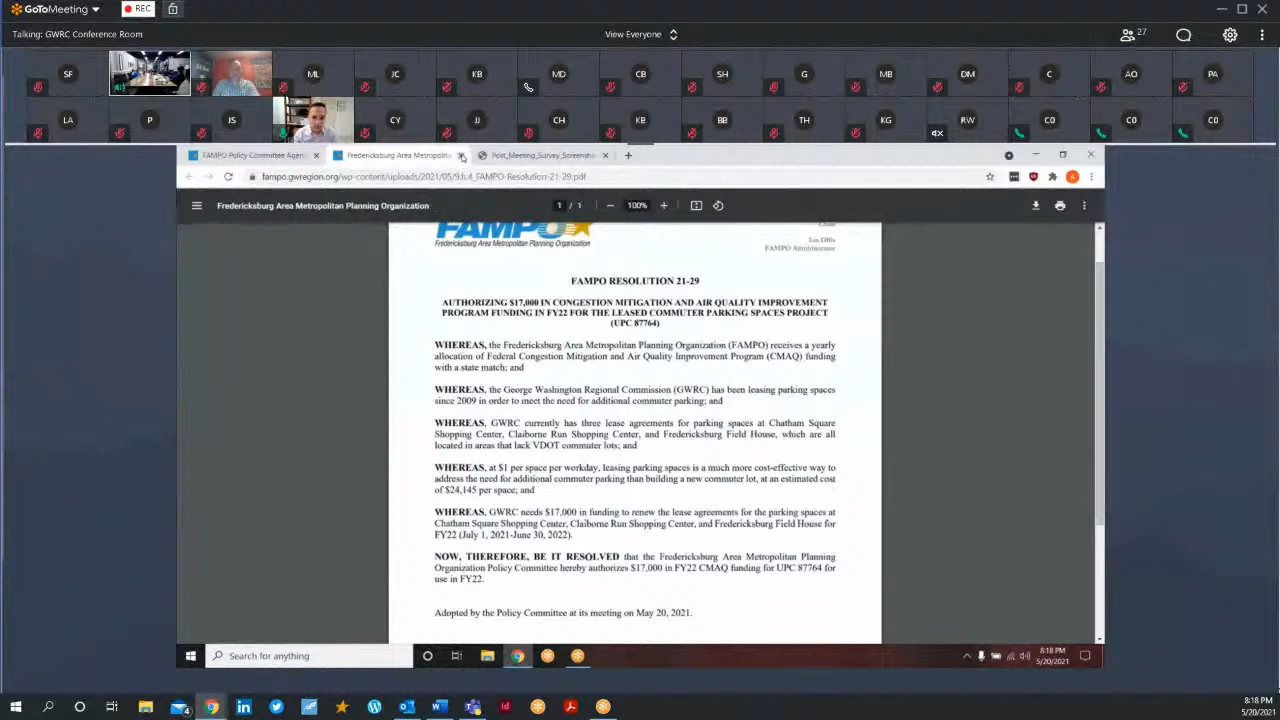 GoToMeeting
REC
Talking: GWRC Conference Room
View Everyone
27
SF
ML
JC
KB
MD
CB
SH
G
MB
DM
C
AO
PA
LA
P
JS
CY
JJ
CH
KB
BB
TH
KG
RW
C0
C0
C0
FAMPO Policy Committee Agen
Fredericksburg Area Metropolit
Post_Meeting_Survey_Screensho
fampo.gwregion.org/wp-content/uploads/2021/05/9.h.4_FAMPO-Resolution-21-29.pdf
A
Fredericksburg Area Metropolitan Planning Organization
1 / 1
100%
FAMPO
Fredericksburg Area Metropolitan Planning Organization
FAMPO Administrator
FAMPO RESOLUTION 21-29
AUTHORIZING $17,000 IN CONGESTION MITIGATION AND AIR QUALITY IMPROVEMENT
PROGRAM FUNDING IN FY22 FOR THE LEASED COMMUTER PARKING SPACES PROJECT
(UPC 87764)
WHEREAS, the Fredericksburg Area Metropolitan Planning Organization (FAMPO) receives a yearly
allocation of Federal Congestion Mitigation and Air Quality Improvement Program (CMAQ) funding
with a state match; and
WHEREAS, the George Washington Regional Commission (GWRC) has been leasing parking spaces
since 2009 in order to meet the need for additional commuter parking; and
WHEREAS, GWRC currently has three lease agreements for parking spaces at Chatham Square
Shopping Center, Claiborne Run Shopping Center, and Fredericksburg Field House, which are all
located in areas that lack VDOT commuter lots; and
WHEREAS, at $1 per space per workday, leasing parking spaces is a much more cost-effective way to
address the need for additional commuter parking than building a new commuter lot, at an estimated cost
of $24,145 per space; and
WHEREAS, GWRC needs $17,000 in funding to renew the lease agreements for the parking spaces at
Chatham Square Shopping Center, Claiborne Run Shopping Center, and Fredericksburg Field House for
FY22 (July 1, 2021-June 30, 2022).
NOW, THEREFORE, BE IT RESOLVED that the Fredericksburg Area Metropolitan Planning
Organization Policy Committee hereby authorizes $17,000 in FY22 CMAQ funding for UPC 87764 for
use in FY22.
Adopted by the Policy Committee at its meeting on May 20, 2021.
Search for anything
8:18 PM
5/20/2021
8:18 PM
5/20/2021